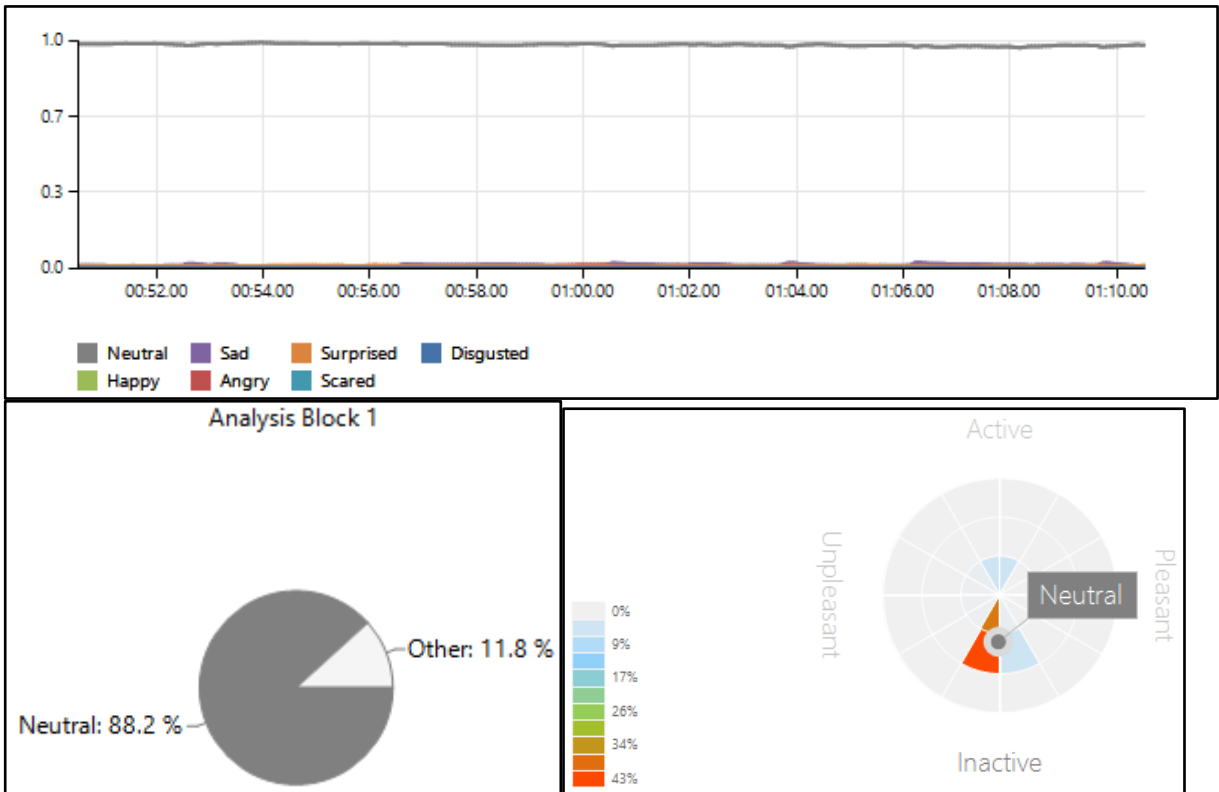 1.0
0.7
0.3
0.0
00:52.00 00:54.00 00:56.00 00:58.00 01:00.00 01:02.00 01:04.00 01:06.00 01:08.00 01:10.00
Neutral Sad Surprised Disgusted
Happy Angry Scared
Analysis Block 1
Other: 11.8 %
Neutral: 88.2 %
Active
Unpleasant
Pleasant
Neutral
Inactive
0%
9%
17%
26%
34%
43%